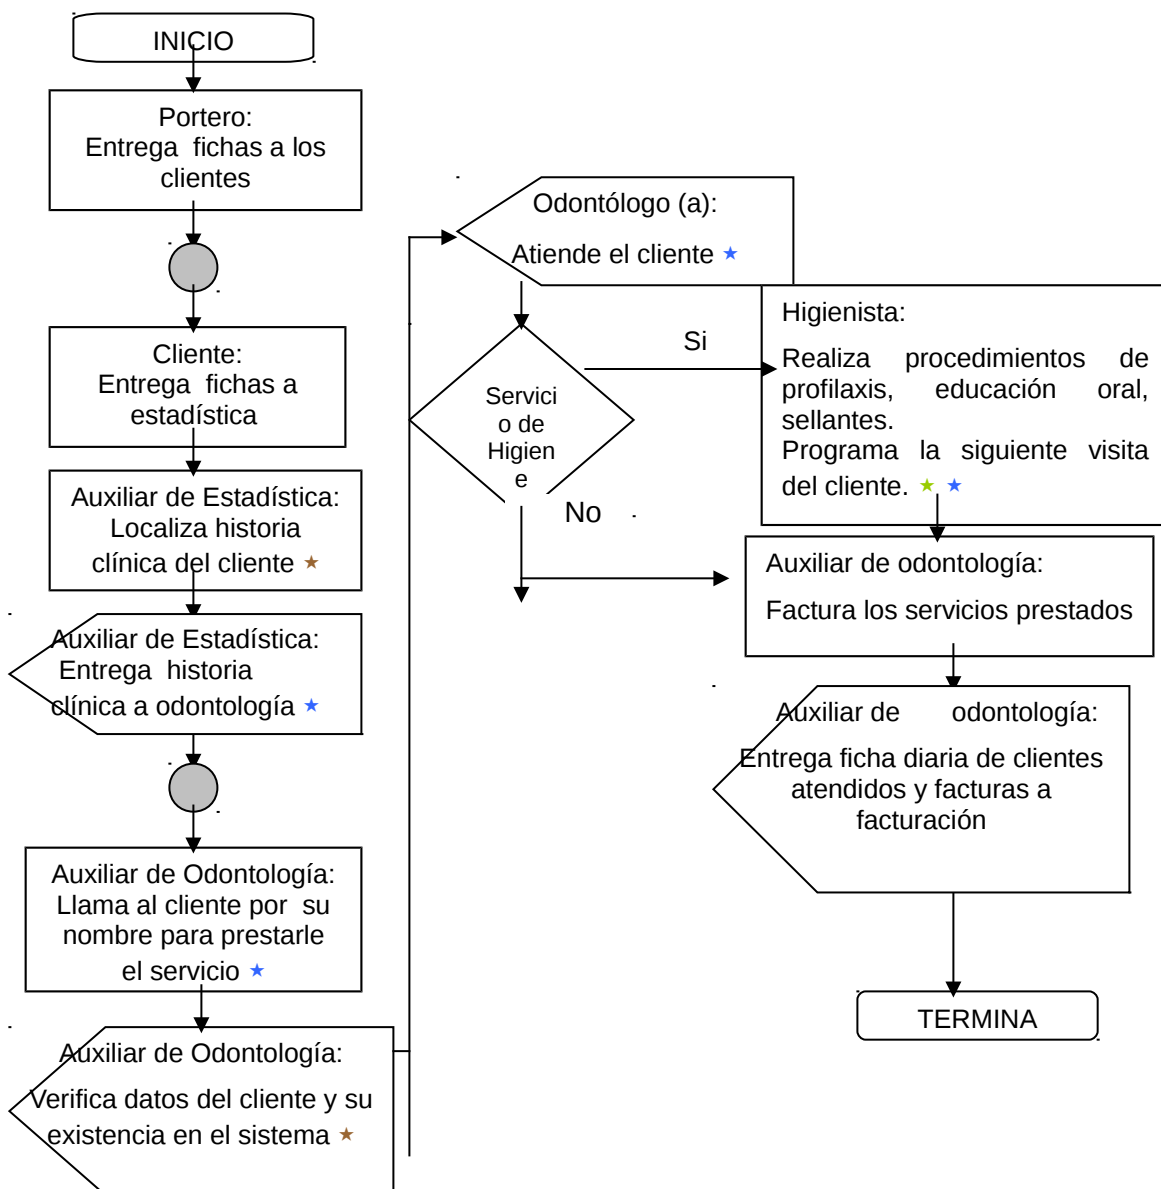 INICIO
Portero:
Entrega fichas a los
clientes
Cliente:
Entrega fichas a
estadística
Auxiliar de Estadística:
Localiza historia
clínica del cliente
Auxiliar de Estadística:
Entrega historia
clínica a odontología
Auxiliar de Odontología:
Llama al cliente por su
nombre para prestarle
el servicio
Auxiliar de Odontología:
Verifica datos del cliente y su
existencia en el sistema
Odontólogo (a):
Atiende el cliente
Servici
o de
Higien
e
Si
No
Higienista:
Realiza procedimientos de
profilaxis, educación oral,
sellantes.
Programa la siguiente visita
del cliente.
Auxiliar de odontología:
Factura los servicios prestados
Auxiliar de odontología:
Entrega ficha diaria de clientes
atendidos y facturas a
facturación
TERMINA